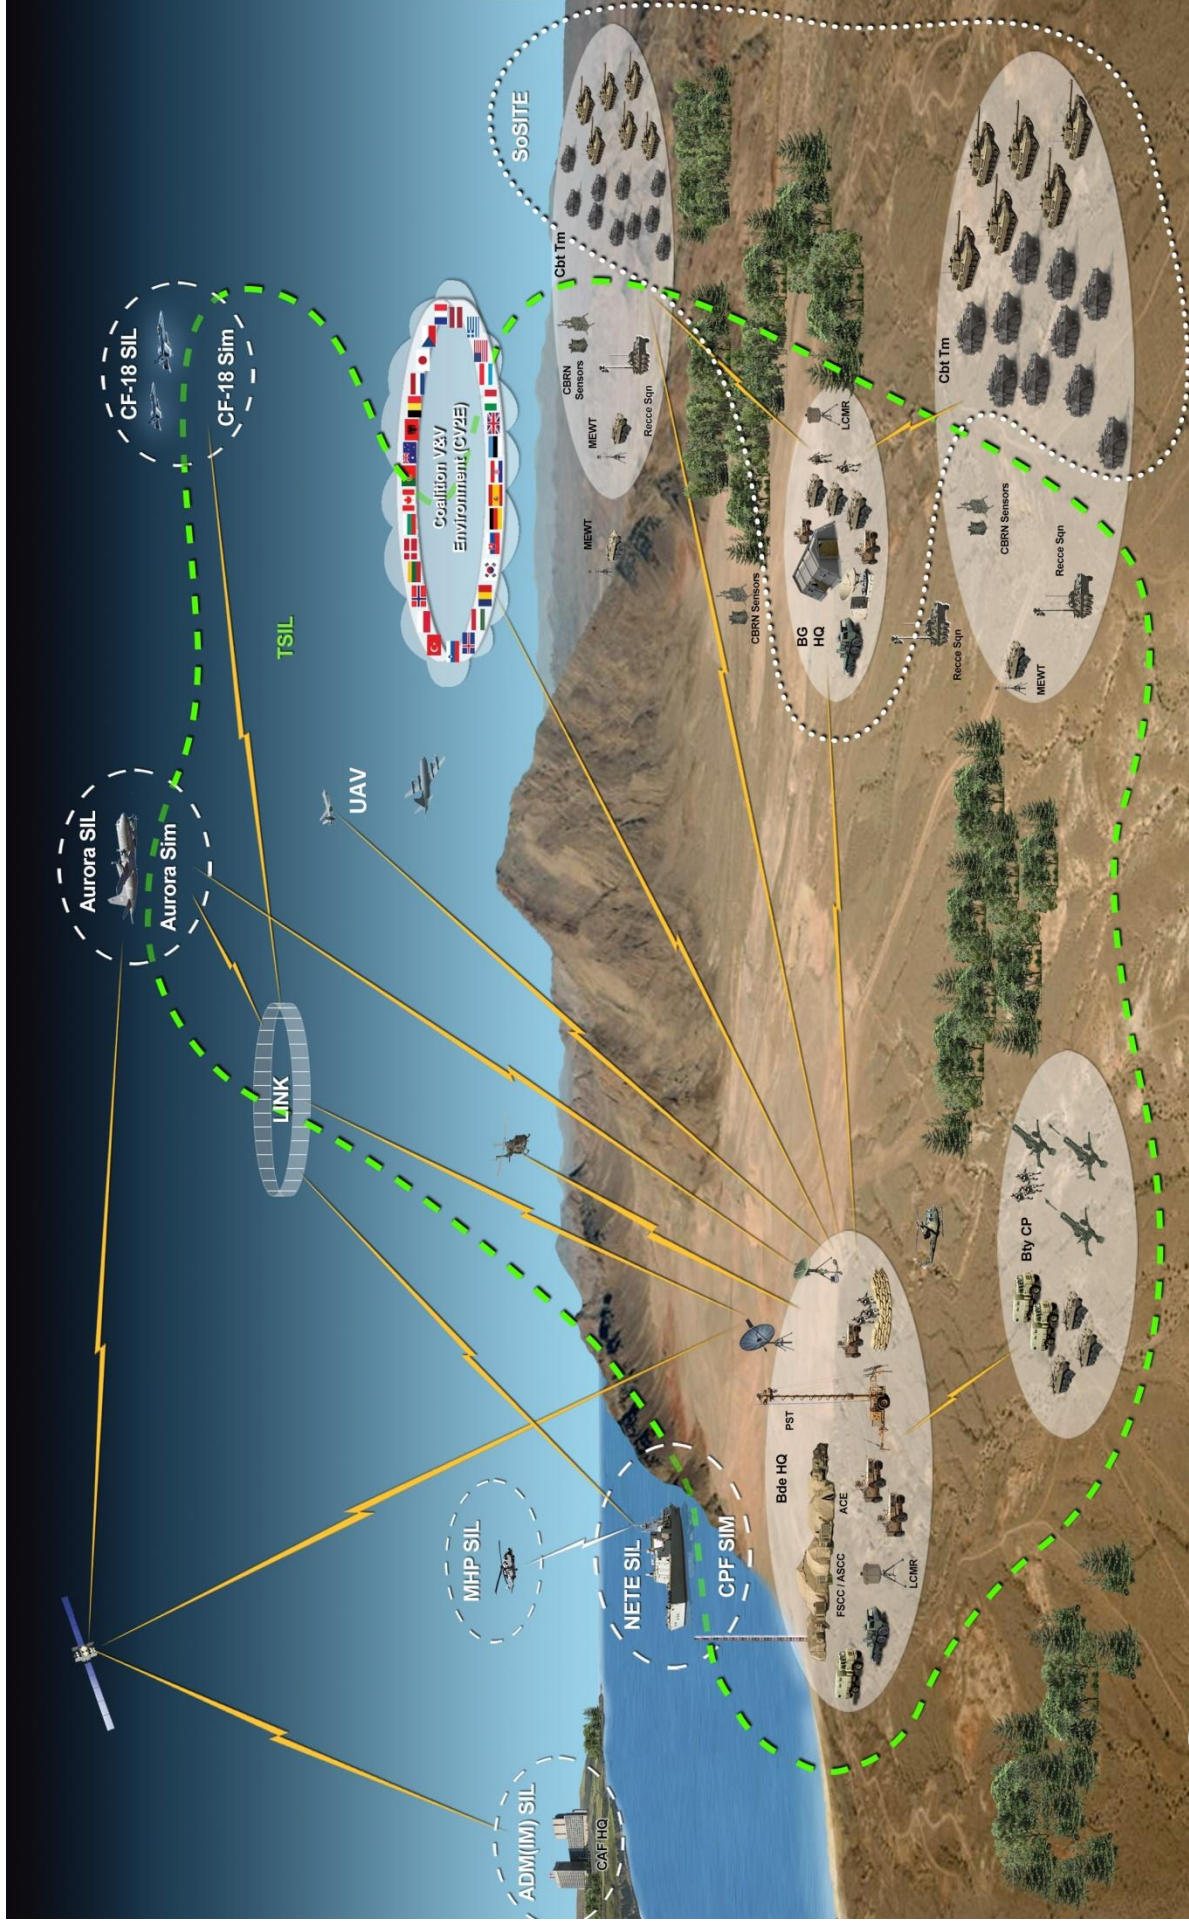 Aurora SIL
Aurora Sim
CF-18 SIL
CF-18 Sim
LINK
TSIL
UAV
Coalition V&V
Environment (CV2E)
SoSITE
ADM(IM) SIL
CAF HQ
MHP SIL
NETE SIL
CPF SIM
MEWT
CBRN
Sensors
MEWT
Recce Sqn
Cbt Tm
CBRN Sensors
BG
HQ
LCMR
Bde HQ
PST
FSCC / ASCC
ACE
LCMR
Recce Sqn
Cbt Tm
CBRN Sensors
Recce Sqn
MEWT
Bty CP